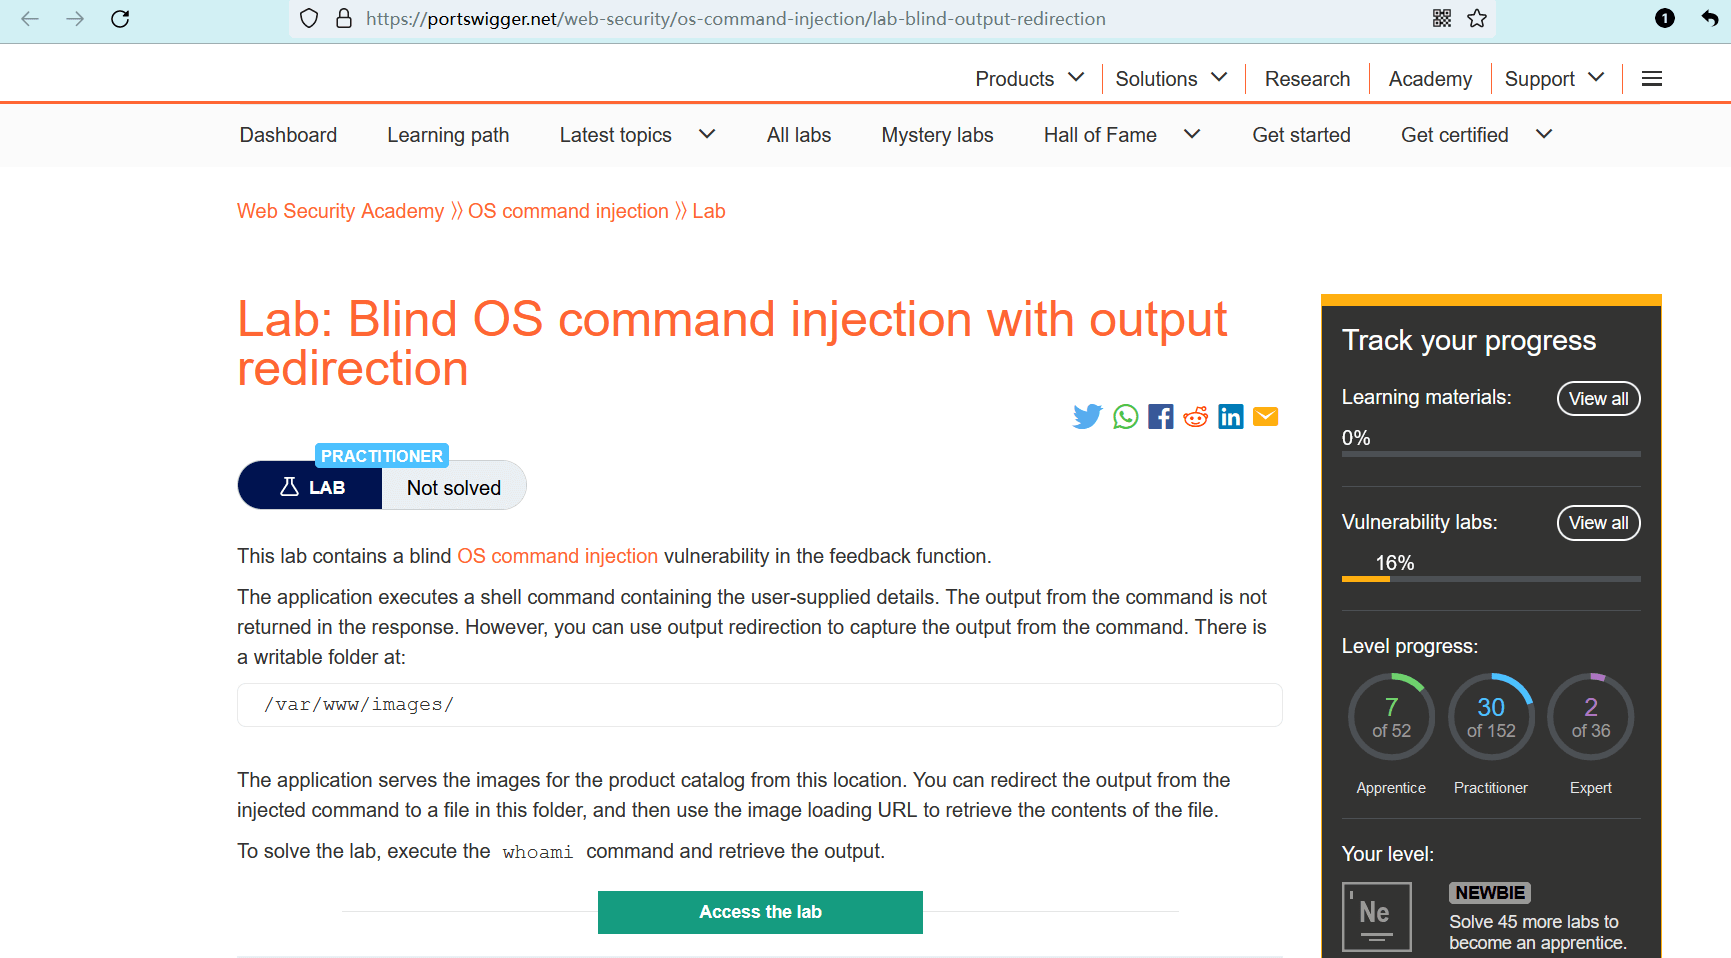 https://portswigger.net/web-security/os-command-injection/lab-blind-output-redirection
1
Products
Solutions
Research
Academy
Support
Dashboard
Learning path
Latest topics
All labs
Mystery labs
Hall of Fame
Get started
Get certified
Web Security Academy
OS command injection
Lab
Lab: Blind OS command injection with output
redirection
PRACTITIONER
LAB
Not solved
This lab contains a blind OS command injection vulnerability in the feedback function.
The application executes a shell command containing the user-supplied details. The output from the command is not
returned in the response. However, you can use output redirection to capture the output from the command. There is
a writable folder at:
/var/www/images/
The application serves the images for the product catalog from this location. You can redirect the output from the
injected command to a file in this folder, and then use the image loading URL to retrieve the contents of the file.
To solve the lab, execute the whoami command and retrieve the output.
Access the lab
Track your progress
Learning materials:
View all
0%
Vulnerability labs:
View all
16%
Level progress:
7
of 52
30
of 152
2
of 36
Apprentice
Practitioner
Expert
Your level:
Ne
NEWBIE
Solve 45 more labs to
become an apprentice.